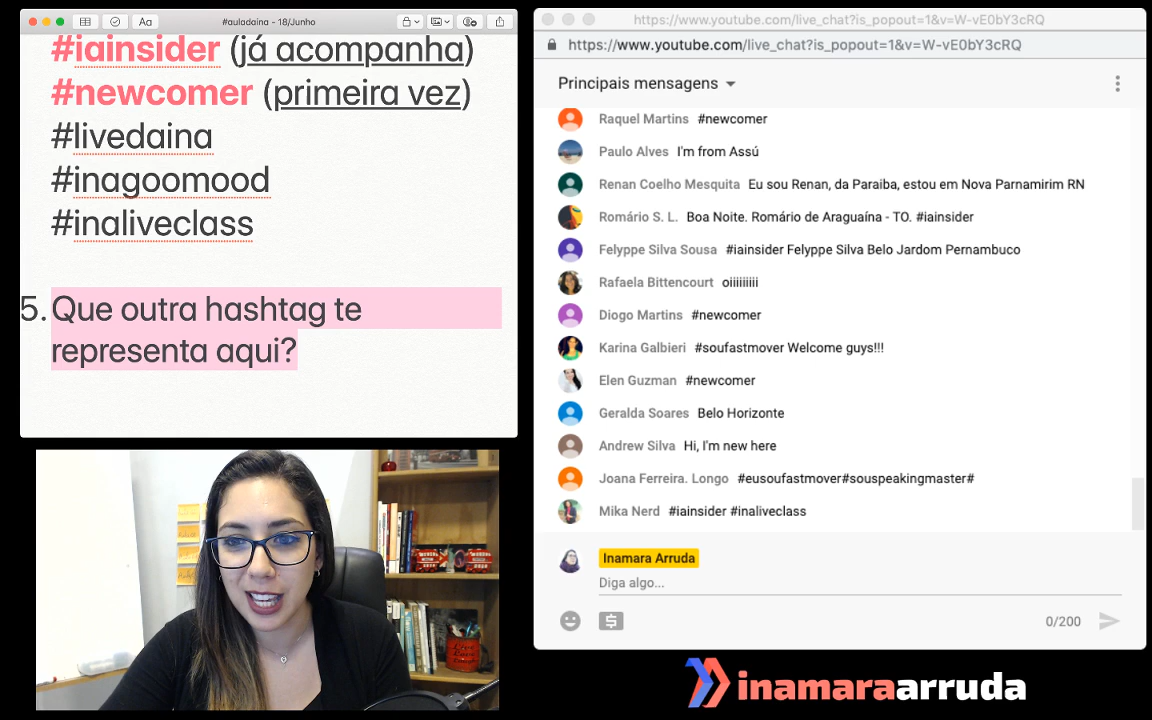 #auladaina - 18/Junho
Aa
#iainsider (já acompanha)
#newcomer (primeira vez)
#livedaina
#inagoomood
#inaliveclass
5. Que outra hashtag te
representa aqui?
https://www.youtube.com/live_chat?is_popout=1&v=W-vE0bY3cRQ
https://www.youtube.com/live_chat?is_popout=1&v=W-vE0bY3cRQ
Principais mensagens
Raquel Martins #newcomer
Paulo Alves I'm from Assú
Renan Coelho Mesquita Eu sou Renan, da Paraiba, estou em Nova Parnamirim RN
Romário S. L. Boa Noite. Romário de Araguaína - TO. #iainsider
Felyppe Silva Sousa #iainsider Felyppe Silva Belo Jardom Pernambuco
Rafaela Bittencourt oiiiiiiiiii
Diogo Martins #newcomer
Karina Galbieri #soufastmover Welcome guys!!!
Elen Guzman #newcomer
Geralda Soares Belo Horizonte
Andrew Silva Hi, I'm new here
Joana Ferreira. Longo #eusoufastmover#souspeakingmaster#
Mika Nerd #iainsider #inaliveclass
Inamara Arruda
Diga algo...
0/200
inamaraarruda